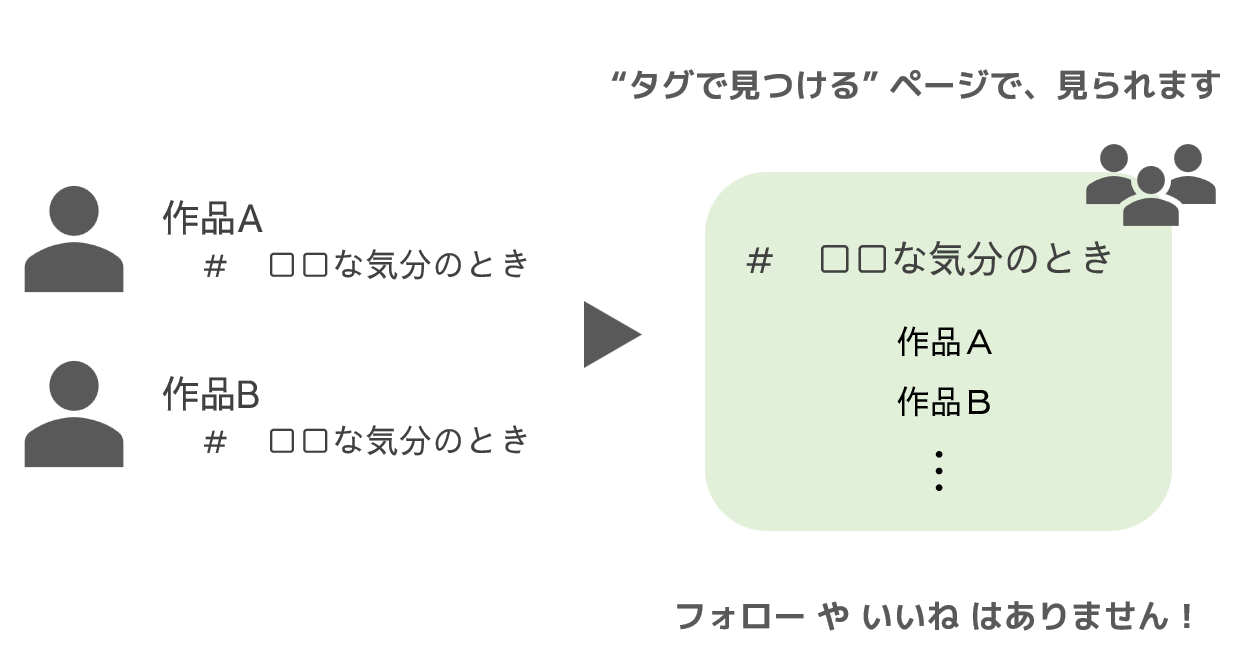 “タグで見つける” ページで、見られます
作品A
#　□□な気分のとき
作品B
#　□□な気分のとき
#　□□な気分のとき
作品A
作品B
⋮
フォロー や いいね はありません！